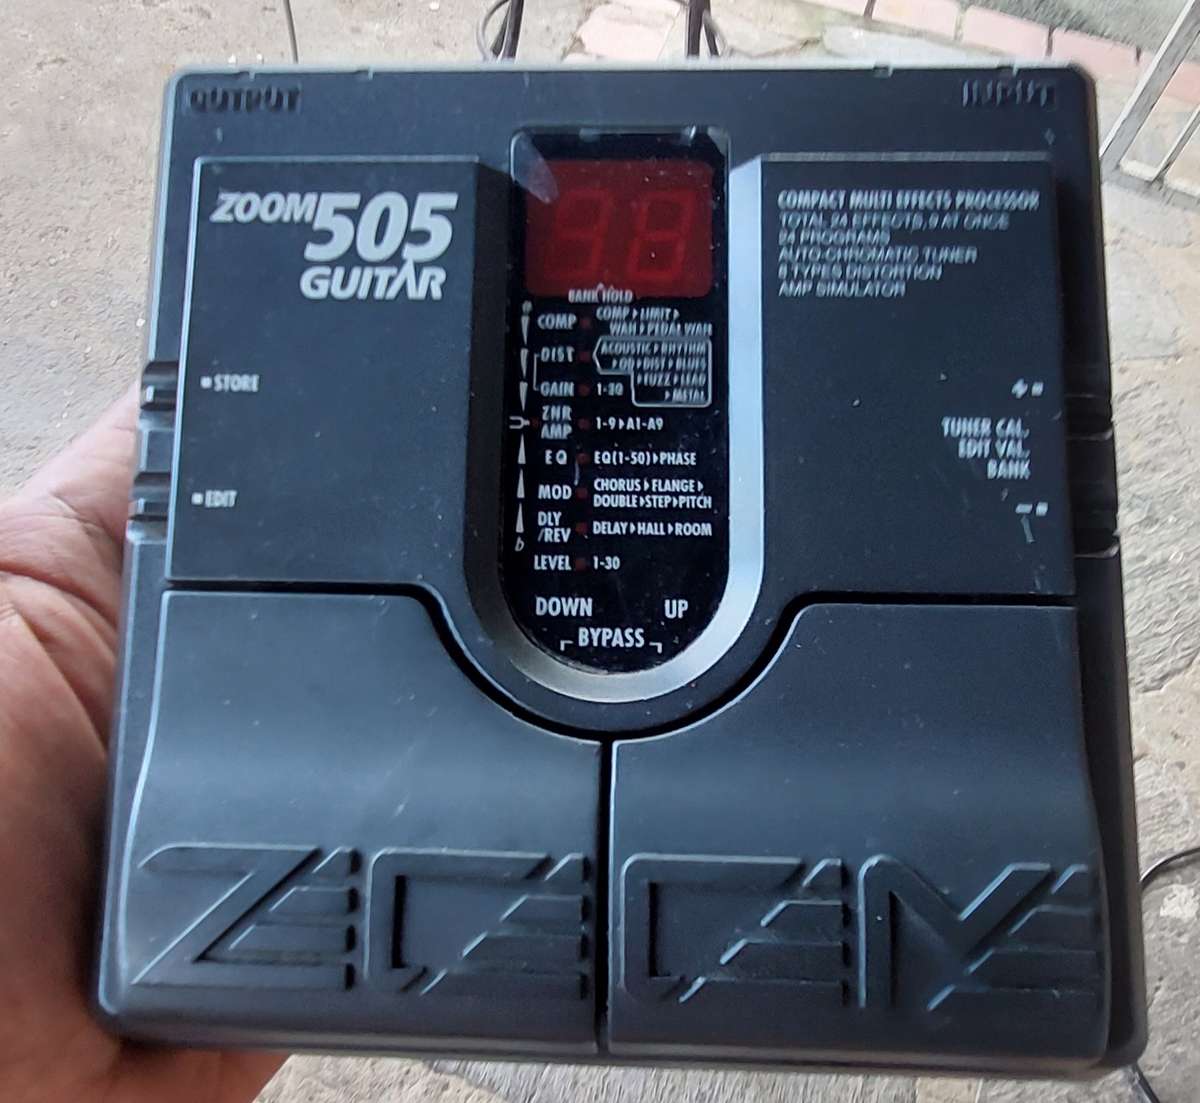 OUTPUT
INPUT
ZOOM 505
GUITAR
COMPACT MULTI EFFECTS PROCESSOR
TOTAL 24 EFFECTS, 9 AT ONCE
24 PROGRAMS
AUTO-CHROMATIC TUNER
8 TYPES DISTORTION
AMP SIMULATOR
BANK HOLD
COMP COMP▸LIMIT▸
WAH▸PEDAL WAH
DIST ACOUSTIC▸RHYTHM
▸OD▸DIST▸BLUES
▸FUZZ▸LEAD
▸METAL
GAIN 1-30
ZNR
AMP 1-9▸A1-A9
EQ EQ(1-50)▸PHASE
MOD CHORUS▸FLANGE▸
DOUBLE▸STEP▸PITCH
DLY
/REV DELAY▸HALL▸ROOM
LEVEL 1-30
STORE
EDIT
+
TUNER CAL.
EDIT VAL.
BANK
−
DOWN UP
BYPASS
ZOOM